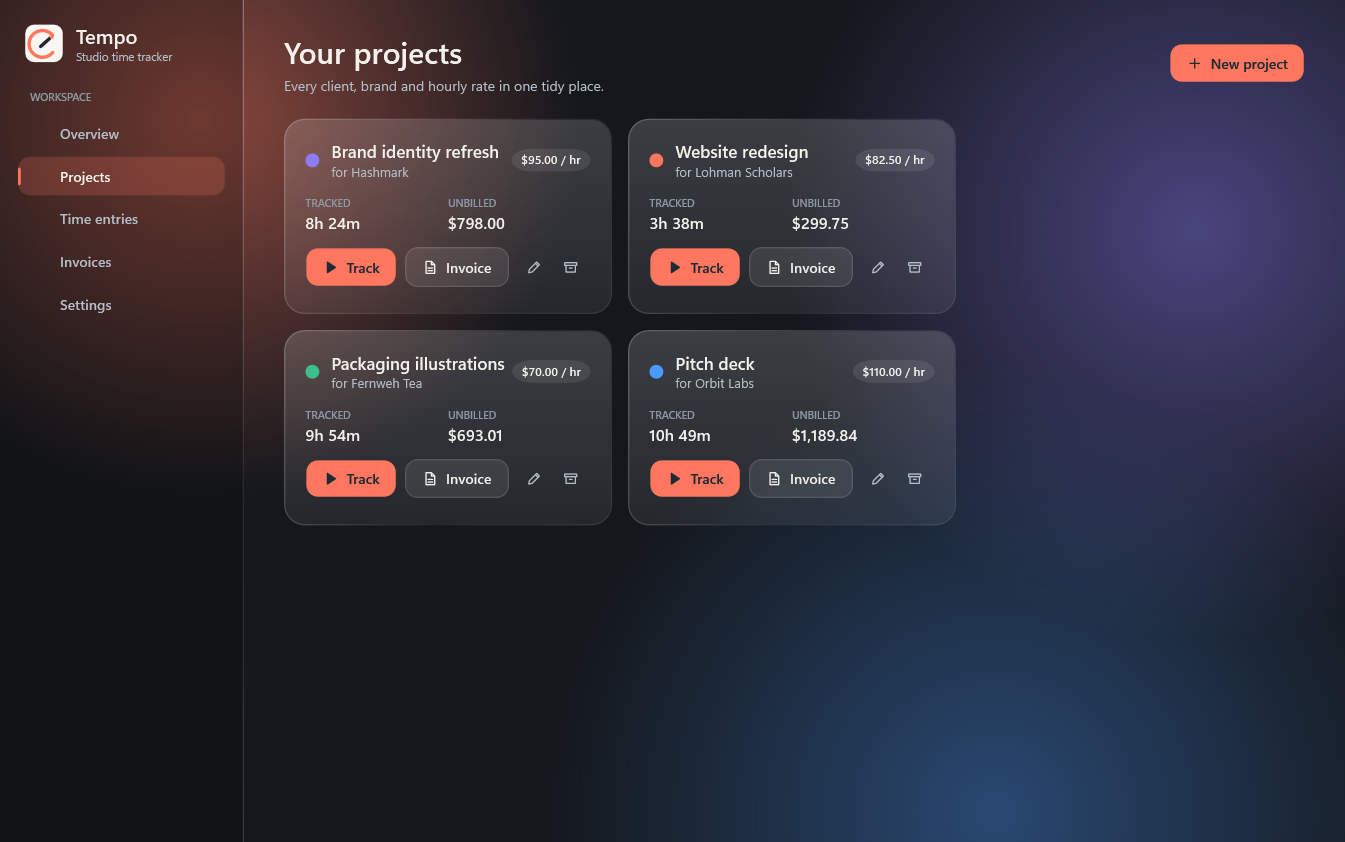 Tempo
Studio time tracker
WORKSPACE
Overview
Projects
Time entries
Invoices
Settings
Your projects
Every client, brand and hourly rate in one tidy place.
New project
Brand identity refresh
for Hashmark
$95.00 / hr
TRACKED UNBILLED
8h 24m $798.00
Track Invoice
Website redesign
for Lohman Scholars
$82.50 / hr
TRACKED UNBILLED
3h 38m $299.75
Track Invoice
Packaging illustrations
for Fernweh Tea
$70.00 / hr
TRACKED UNBILLED
9h 54m $693.01
Track Invoice
Pitch deck
for Orbit Labs
$110.00 / hr
TRACKED UNBILLED
10h 49m $1,189.84
Track Invoice